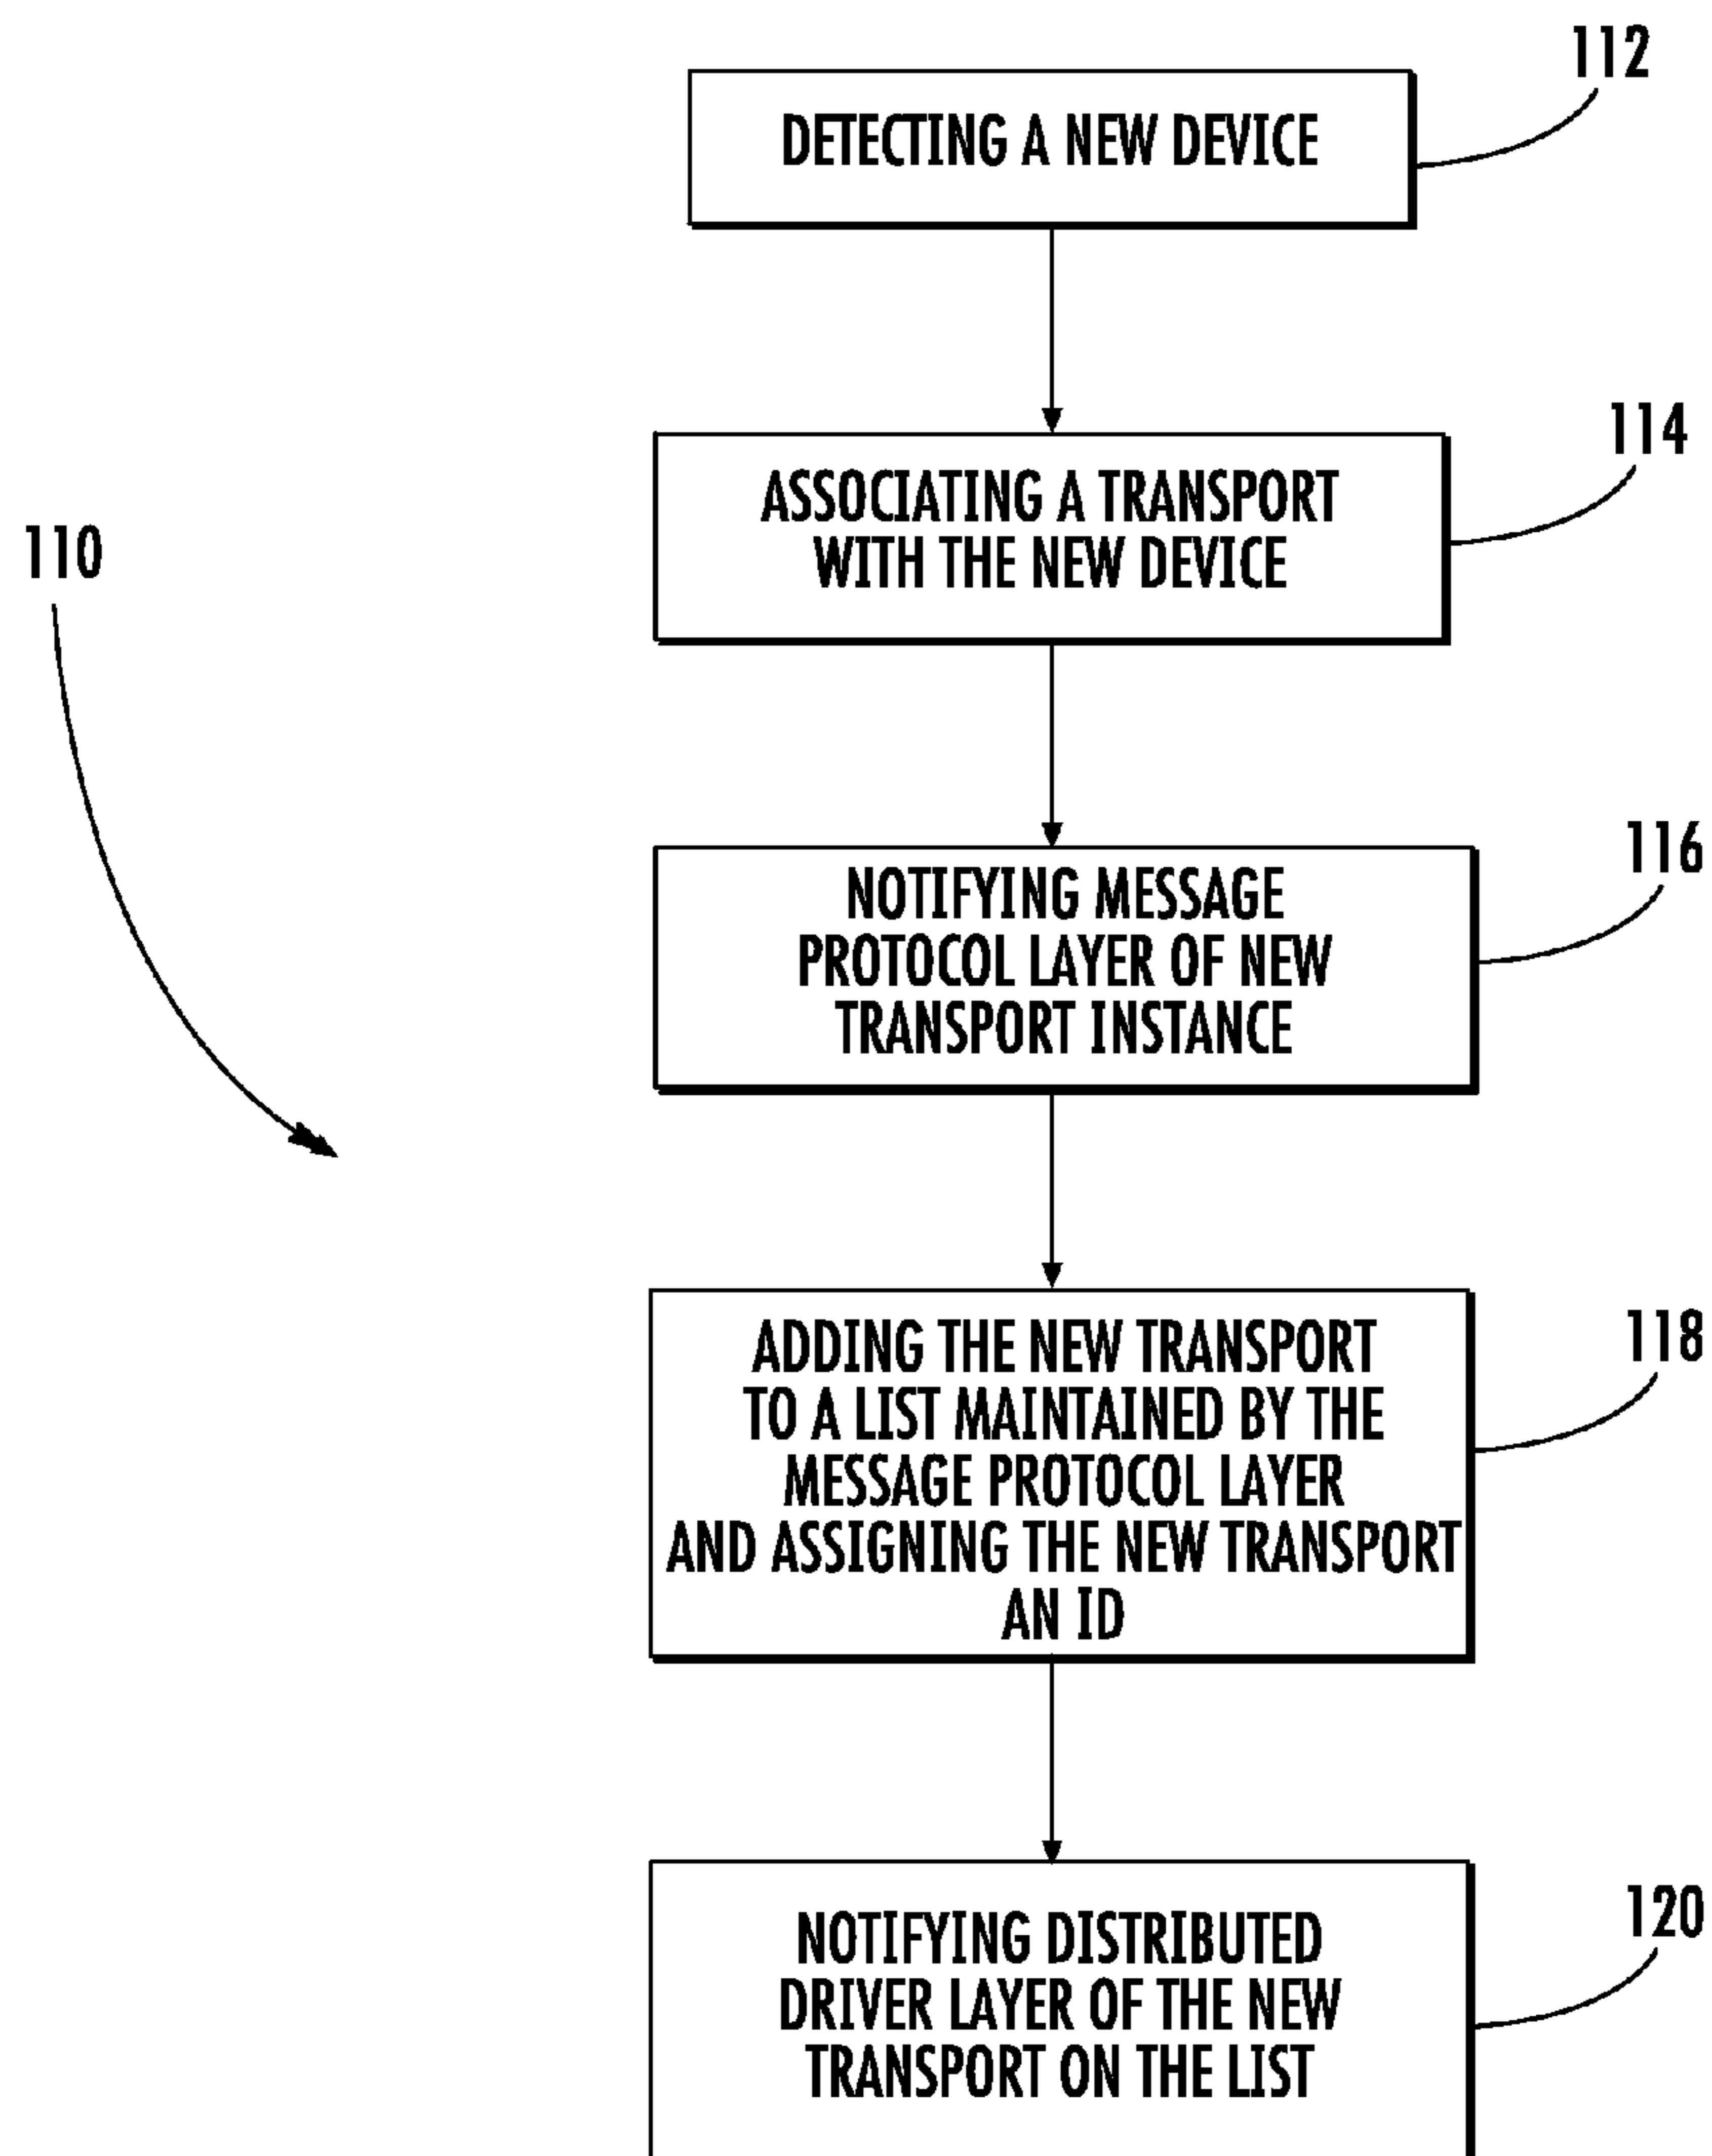 112
DETECTING A NEW DEVICE
114
ASSOCIATING A TRANSPORT
WITH THE NEW DEVICE
110
116
NOTIFYING MESSAGE
PROTOCOL LAYER OF NEW
TRANSPORT INSTANCE
118
ADDING THE NEW TRANSPORT
TO A LIST MAINTAINED BY THE
MESSAGE PROTOCOL LAYER
AND ASSIGNING THE NEW TRANSPORT
AN ID
120
NOTIFYING DISTRIBUTED
DRIVER LAYER OF THE NEW
TRANSPORT ON THE LIST